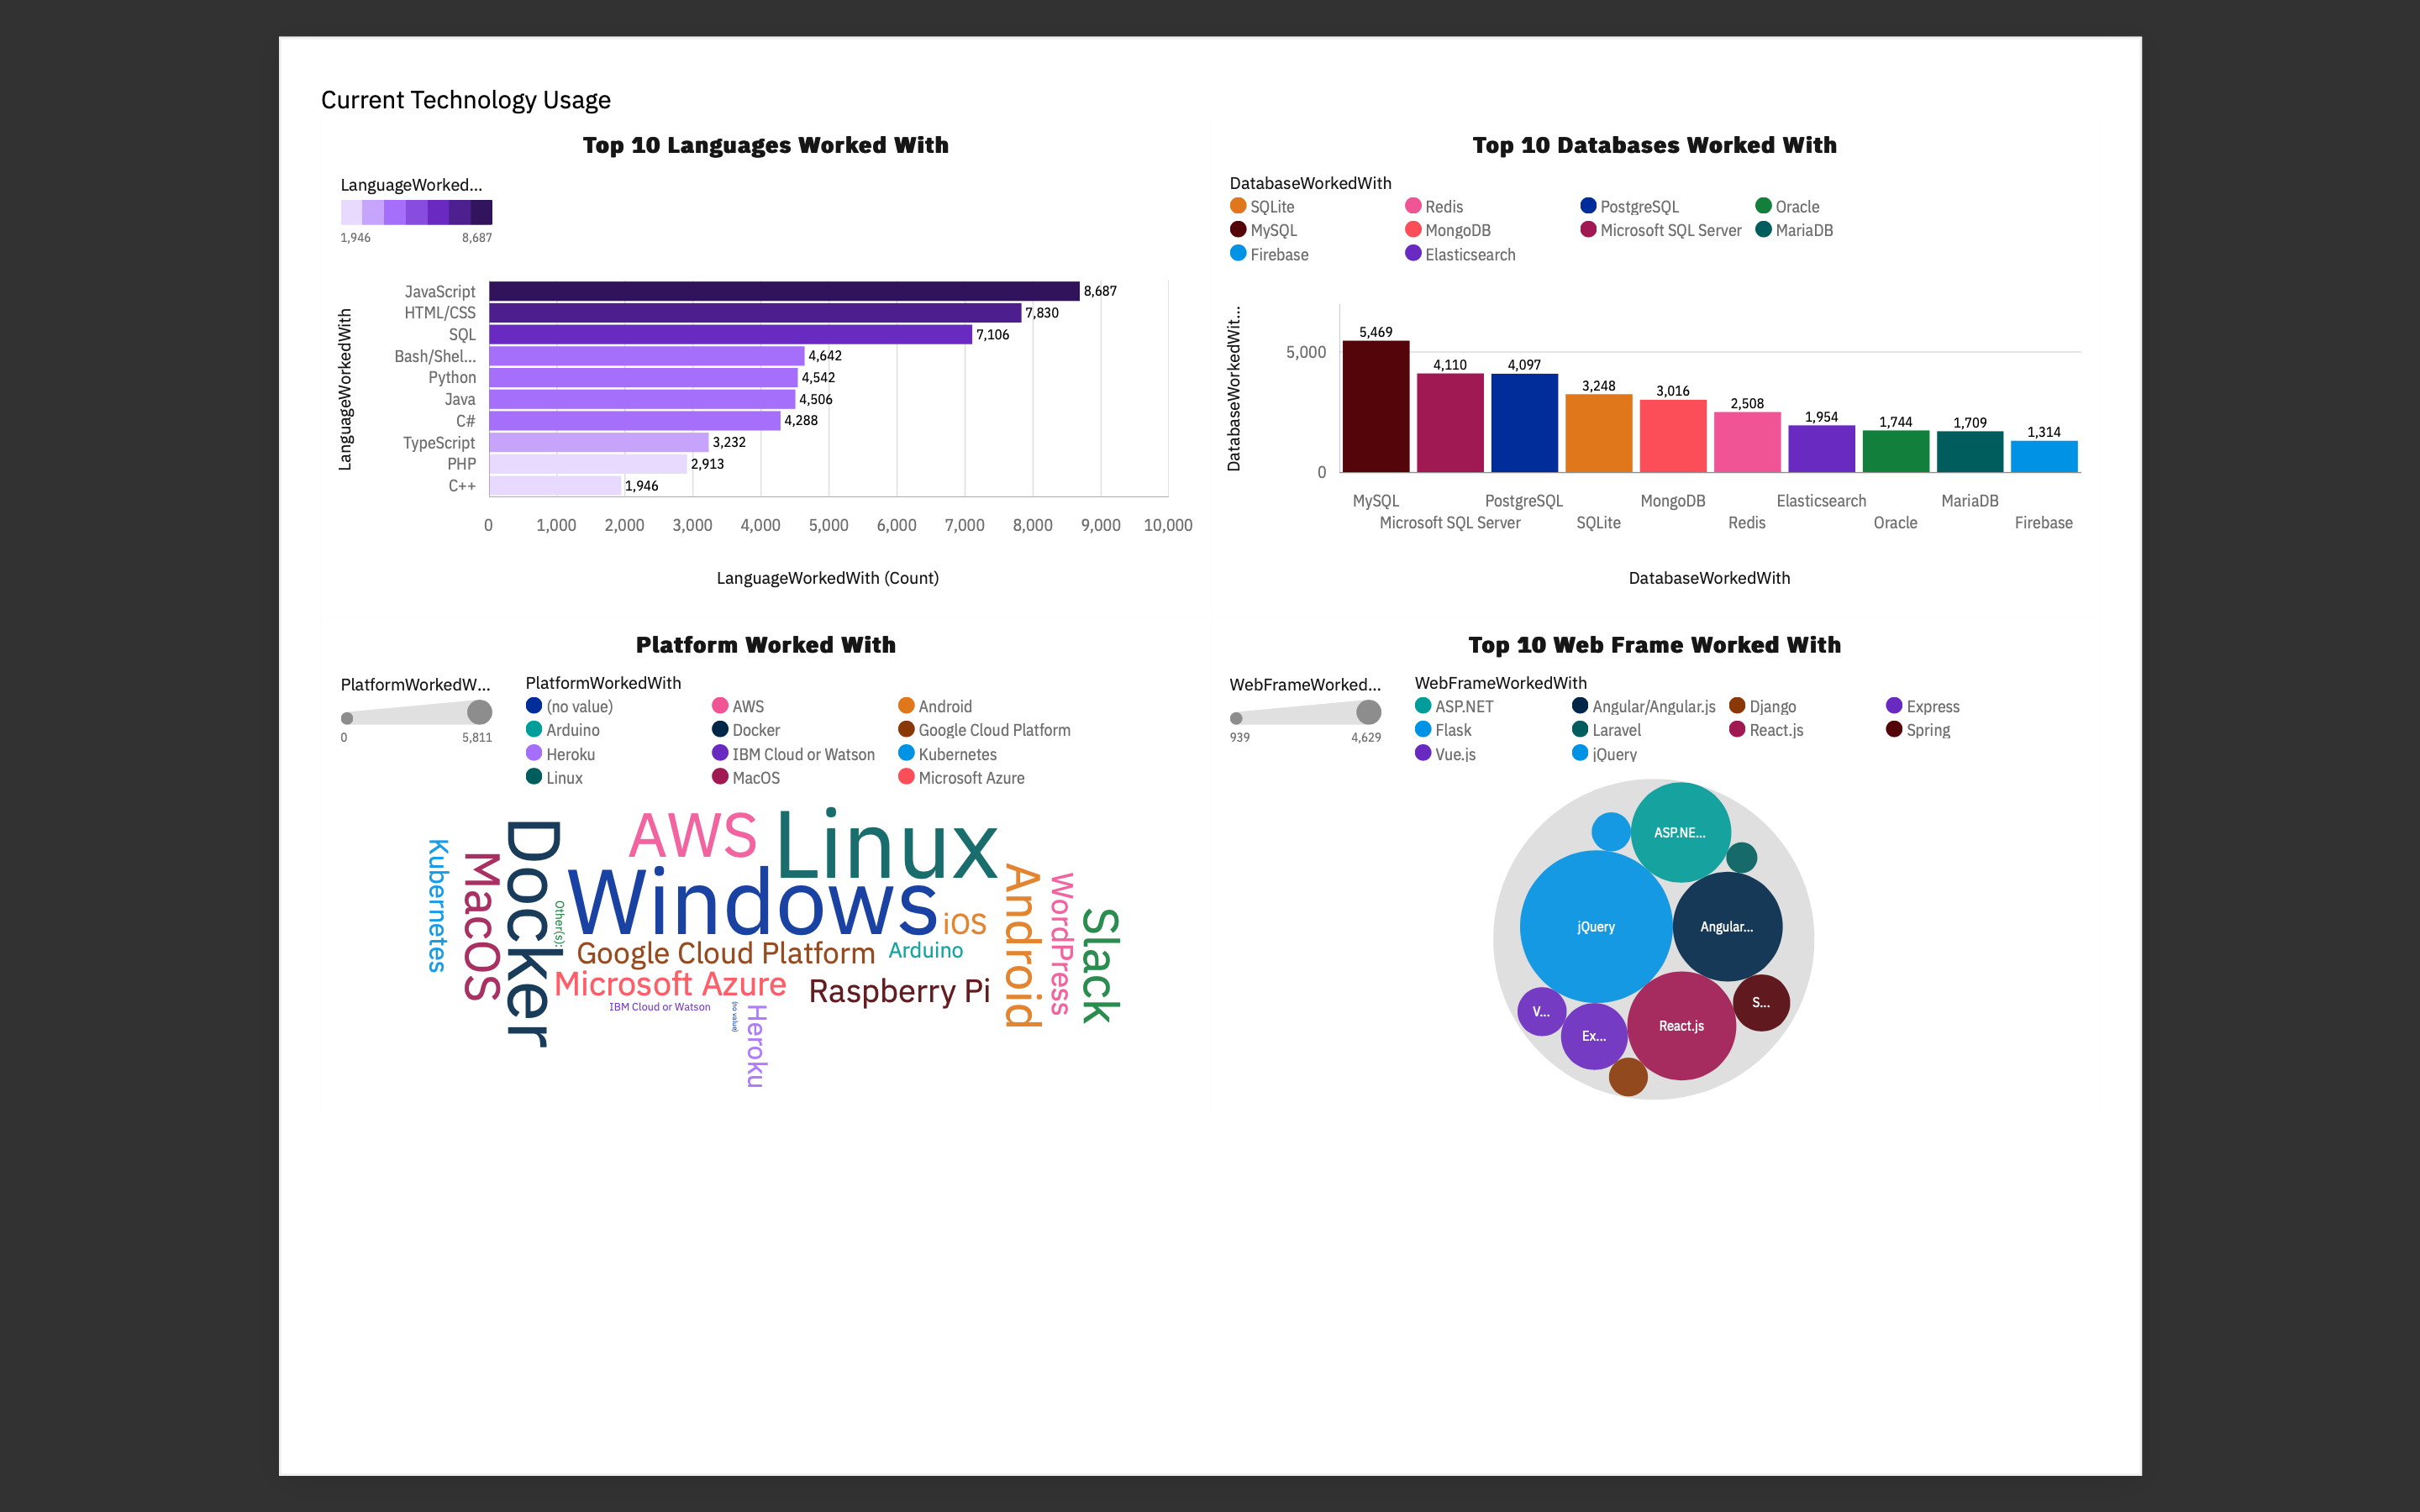 Current Technology Usage
Top 10 Languages Worked With
LanguageWorked...
1,946 8,687
LanguageWorkedWith
JavaScript 8,687
HTML/CSS 7,830
SQL 7,106
Bash/Shel... 4,642
Python 4,542
Java 4,506
C# 4,288
TypeScript 3,232
PHP 2,913
C++ 1,946
0 1,000 2,000 3,000 4,000 5,000 6,000 7,000 8,000 9,000 10,000
LanguageWorkedWith (Count)
Top 10 Databases Worked With
DatabaseWorkedWith
SQLite Redis PostgreSQL Oracle
MySQL MongoDB Microsoft SQL Server MariaDB
Firebase Elasticsearch
DatabaseWorkedWit...
5,000
0
5,469 4,110 4,097 3,248 3,016 2,508 1,954 1,744 1,709 1,314
MySQL PostgreSQL MongoDB Elasticsearch MariaDB
Microsoft SQL Server SQLite Redis Oracle Firebase
DatabaseWorkedWith
Platform Worked With
PlatformWorkedW...
0 5,811
PlatformWorkedWith
(no value) AWS Android
Arduino Docker Google Cloud Platform
Heroku IBM Cloud or Watson Kubernetes
Linux MacOS Microsoft Azure
Kubernetes
MacOS
Docker
Other(s):
AWS
Linux
Windows
iOS
Google Cloud Platform
Arduino
Microsoft Azure
Raspberry Pi
IBM Cloud or Watson
(no value)
Heroku
Android
WordPress
Slack
Top 10 Web Frame Worked With
WebFrameWorked...
939 4,629
WebFrameWorkedWith
ASP.NET Angular/Angular.js Django Express
Flask Laravel React.js Spring
Vue.js jQuery
ASP.NE...
jQuery
Angular...
V...
Ex...
React.js
S...